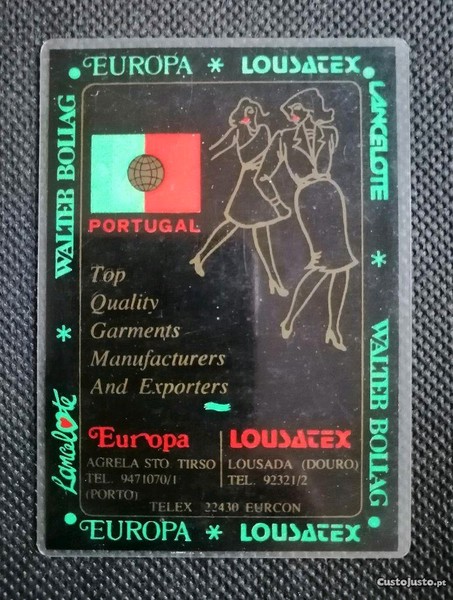 EUROPA * LOUSATEX
LANCELOTE * WALTER BOLLAG
WALTER BOLLAG * Lancelote
PORTUGAL
Top
Quality
Garments
Manufacturers
And Exporters
Europa
AGRELA STO. TIRSO
TEL. 9471070/1
(PORTO)
LOUSATEX
LOUSADA (DOURO)
TEL. 92321/2
TELEX 22430 EURCON
EUROPA * LOUSATEX
CustoJusto.pt